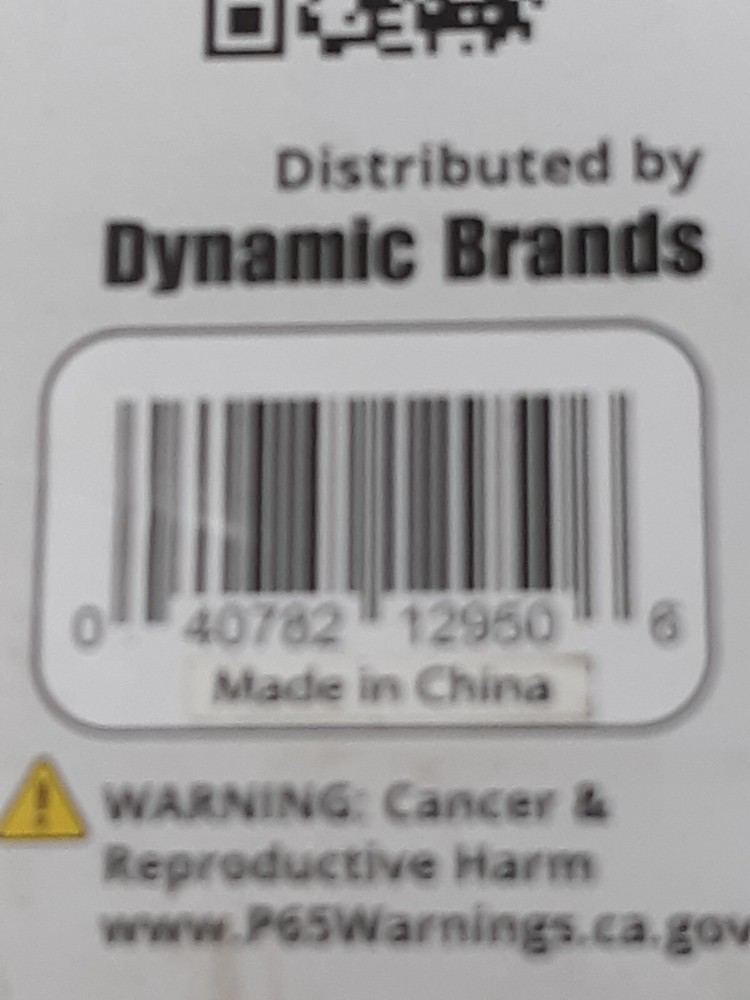 Distributed by
Dynamic Brands
0 40782 12950 6
Made in China
WARNING: Cancer &
Reproductive Harm
www.P65Warnings.ca.gov